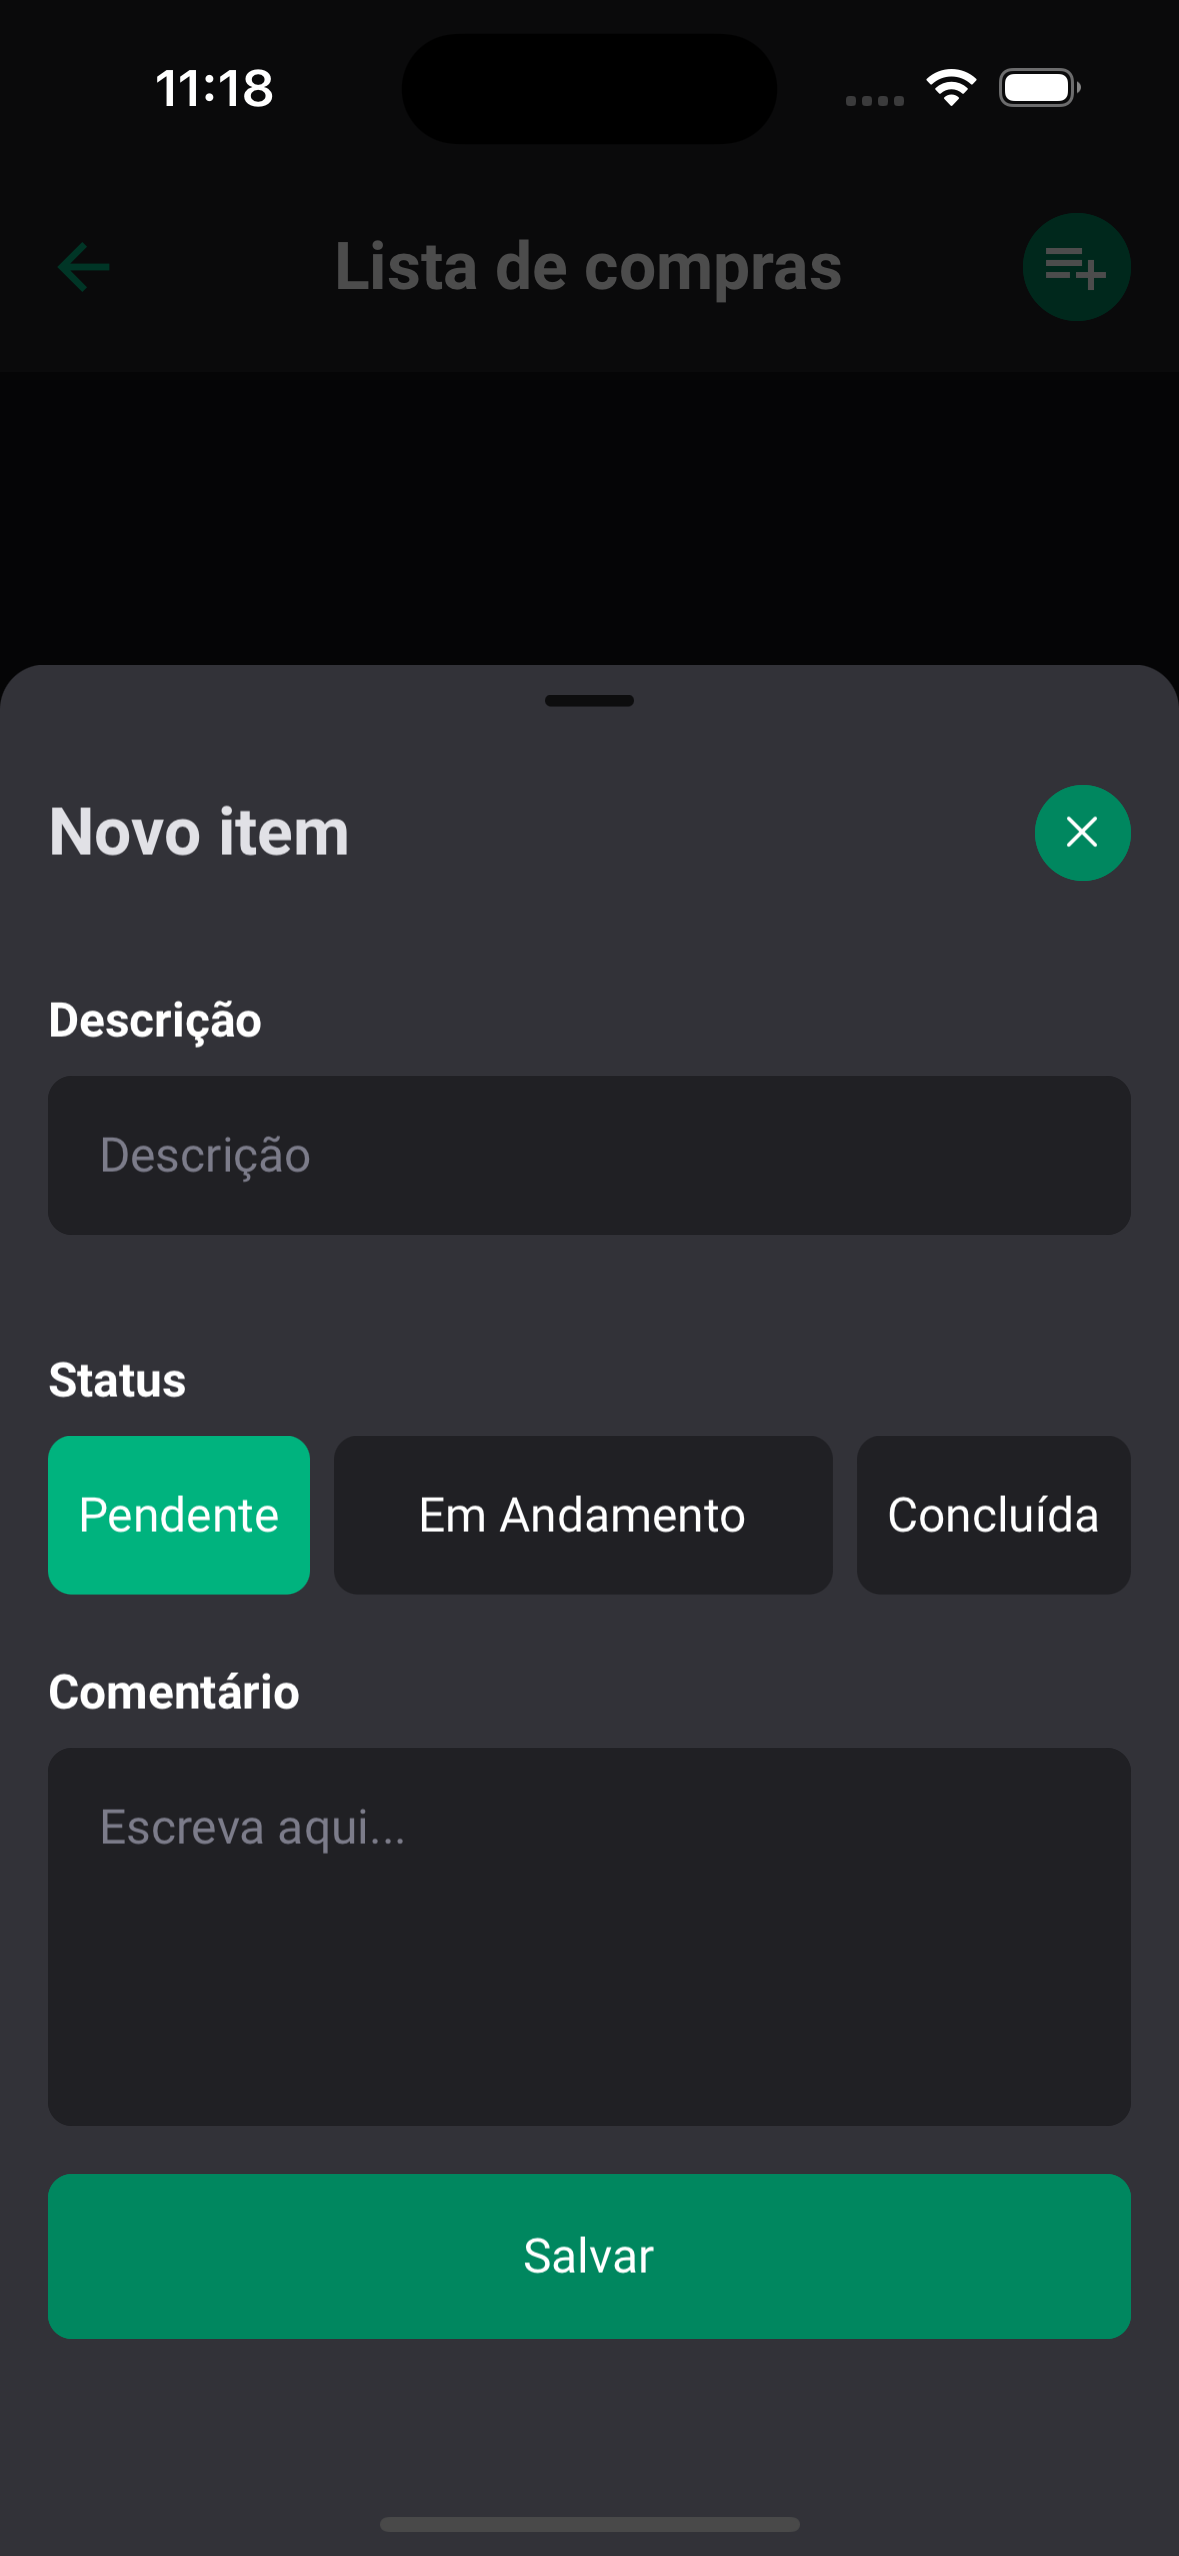 11:18
Lista de compras
Novo item
Descrição
Descrição
Status
Pendente Em Andamento Concluída
Comentário
Escreva aqui...
Salvar